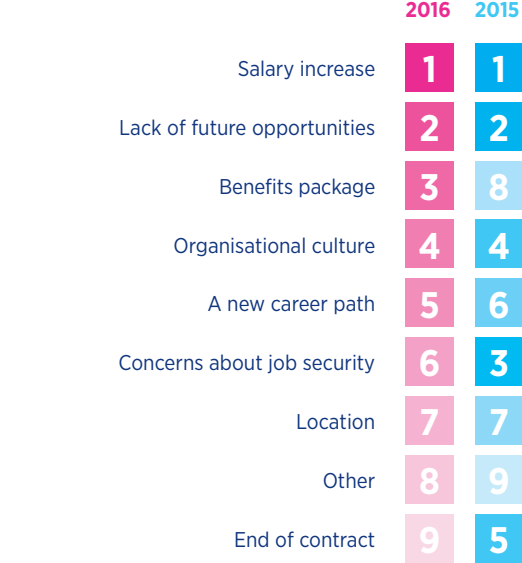 2016 2015
Salary increase 1 1
Lack of future opportunities 2 2
Benefits package 3 8
Organisational culture 4 4
A new career path 5 6
Concerns about job security 6 3
Location 7 7
Other 8 9
End of contract 9 5